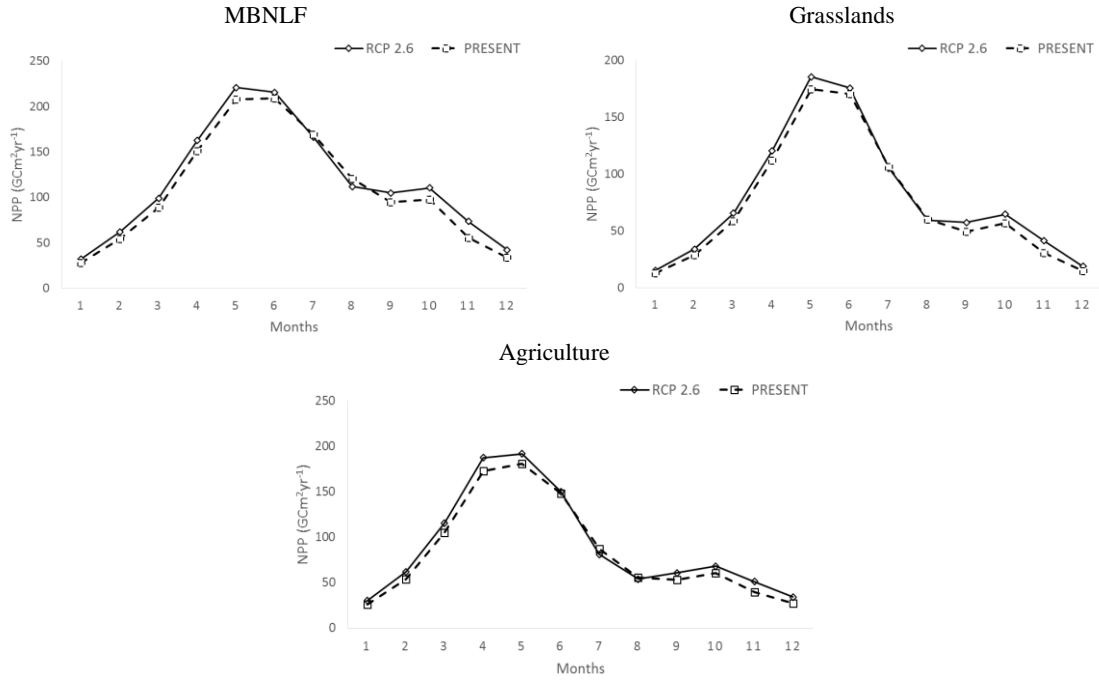 MBNLF
RCP 2.6 PRESENT
250
200
150
100
50
0
NPP (GCm²yr⁻¹)
1 2 3 4 5 6 7 8 9 10 11 12
Months
Grasslands
RCP 2.6 PRESENT
200
150
100
50
0
NPP (GCm²yr⁻¹)
1 2 3 4 5 6 7 8 9 10 11 12
Months
Agriculture
RCP 2.6 PRESENT
250
200
150
100
50
0
NPP (GCm²yr⁻¹)
1 2 3 4 5 6 7 8 9 10 11 12
Months